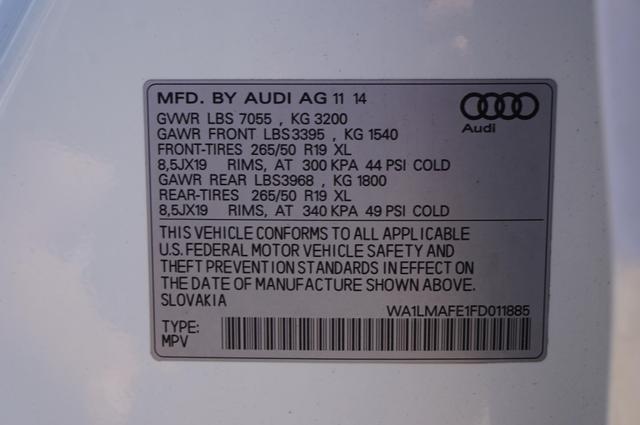 MFD. BY AUDI AG 11 14
GVWR LBS 7055 , KG 3200
GAWR FRONT LBS3395 , KG 1540
FRONT-TIRES 265/50 R19 XL
8,5JX19 RIMS, AT 300 KPA 44 PSI COLD
GAWR REAR LBS3968 , KG 1800
REAR-TIRES 265/50 R19 XL
8,5JX19 RIMS, AT 340 KPA 49 PSI COLD
Audi
THIS VEHICLE CONFORMS TO ALL APPLICABLE
U.S. FEDERAL MOTOR VEHICLE SAFETY AND
THEFT PREVENTION STANDARDS IN EFFECT ON
THE DATE OF MANUFACTURE SHOWN ABOVE.
SLOVAKIA
WA1LMAFE1FD011885
TYPE:
MPV